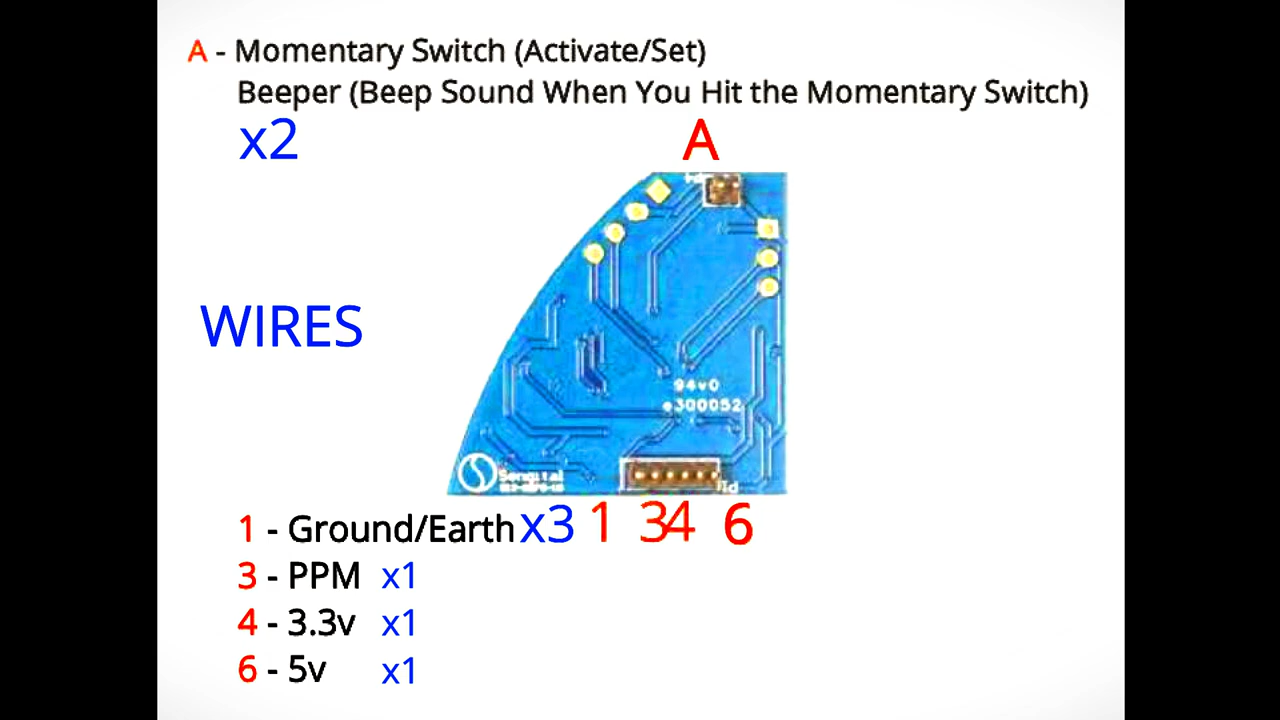 A - Momentary Switch (Activate/Set)
Beeper (Beep Sound When You Hit the Momentary Switch)
x2
A
WIRES
94v0
e300052
1 - Ground/Earth x3 1 34 6
3 - PPM x1
4 - 3.3v x1
6 - 5v x1